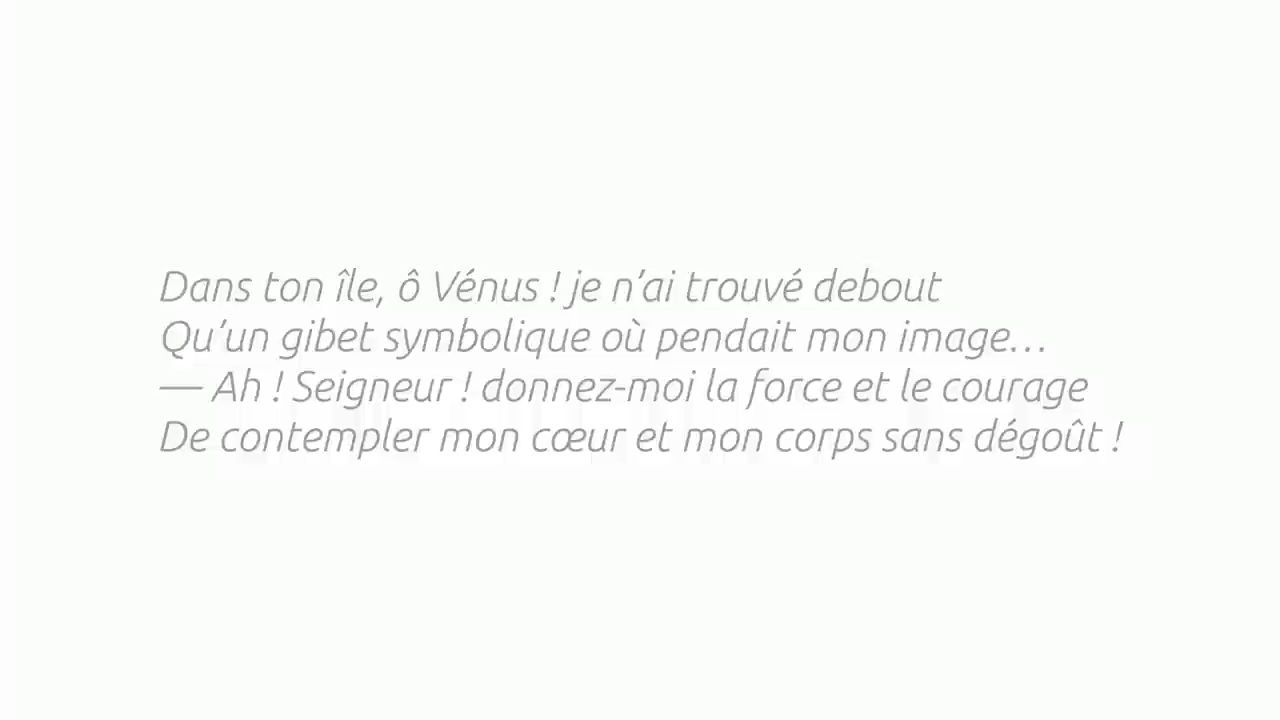 Dans ton île, ô Vénus ! je n’ai trouvé debout
Qu’un gibet symbolique où pendait mon image…
— Ah ! Seigneur ! donnez-moi la force et le courage
De contempler mon cœur et mon corps sans dégoût !